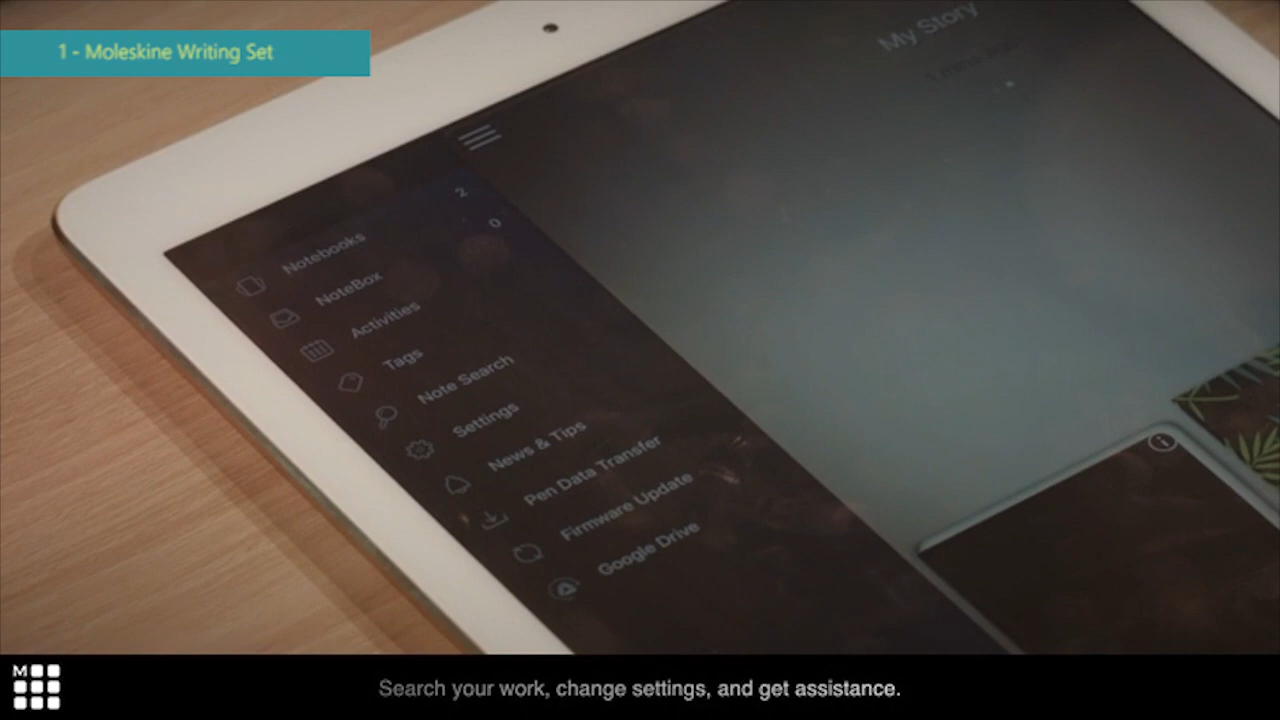 1 - Moleskine Writing Set
My Story
2
0
Notebooks
NoteBox
Activities
Tags
Note Search
Settings
News & Tips
Pen Data Transfer
Firmware Update
Google Drive
M
Search your work, change settings, and get assistance.